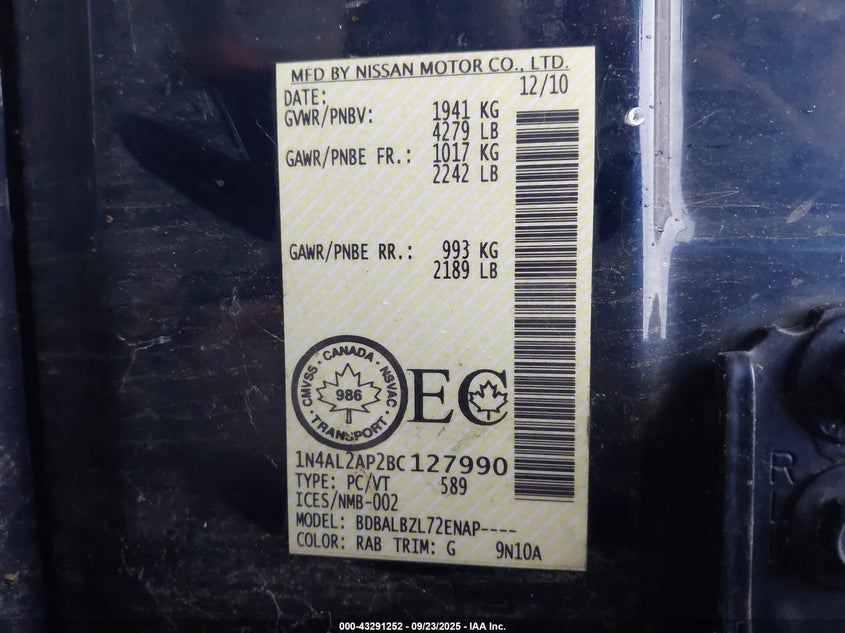 MFD BY NISSAN MOTOR CO., LTD.
DATE: 12/10
GVWR/PNBV: 1941 KG
4279 LB
GAWR/PNBE FR.: 1017 KG
2242 LB
GAWR/PNBE RR.: 993 KG
2189 LB
CMVSS · CANADA · NSVAC
986
· TRANSPORT ·
EC
1N4AL2AP2BC127990
TYPE: PC/VT 589
ICES/NMB-002
MODEL: BDBALBZL72ENAP----
COLOR: RAB TRIM: G 9N10A
R
L
000-43291252 - 09/23/2025 - IAA Inc.